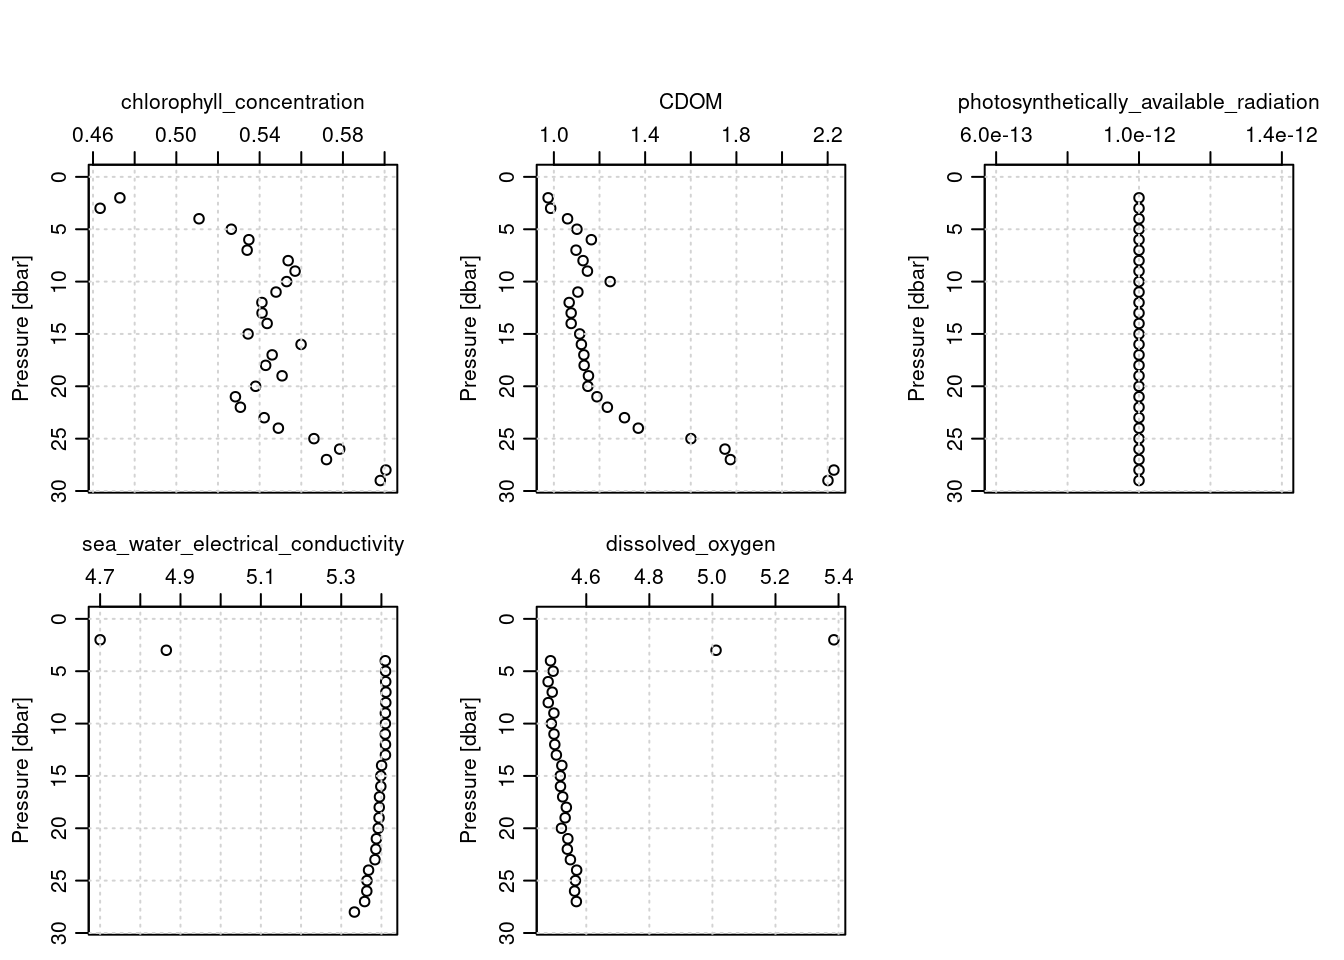 chlorophyll_concentration
0.46 0.50 0.54 0.58
Pressure [dbar]
0 5 10 15 20 25 30
CDOM
1.0 1.4 1.8 2.2
Pressure [dbar]
0 5 10 15 20 25 30
photosynthetically_available_radiation
6.0e-13 1.0e-12 1.4e-12
Pressure [dbar]
0 5 10 15 20 25 30
sea_water_electrical_conductivity
4.7 4.9 5.1 5.3
Pressure [dbar]
0 5 10 15 20 25 30
dissolved_oxygen
4.6 4.8 5.0 5.2 5.4
Pressure [dbar]
0 5 10 15 20 25 30